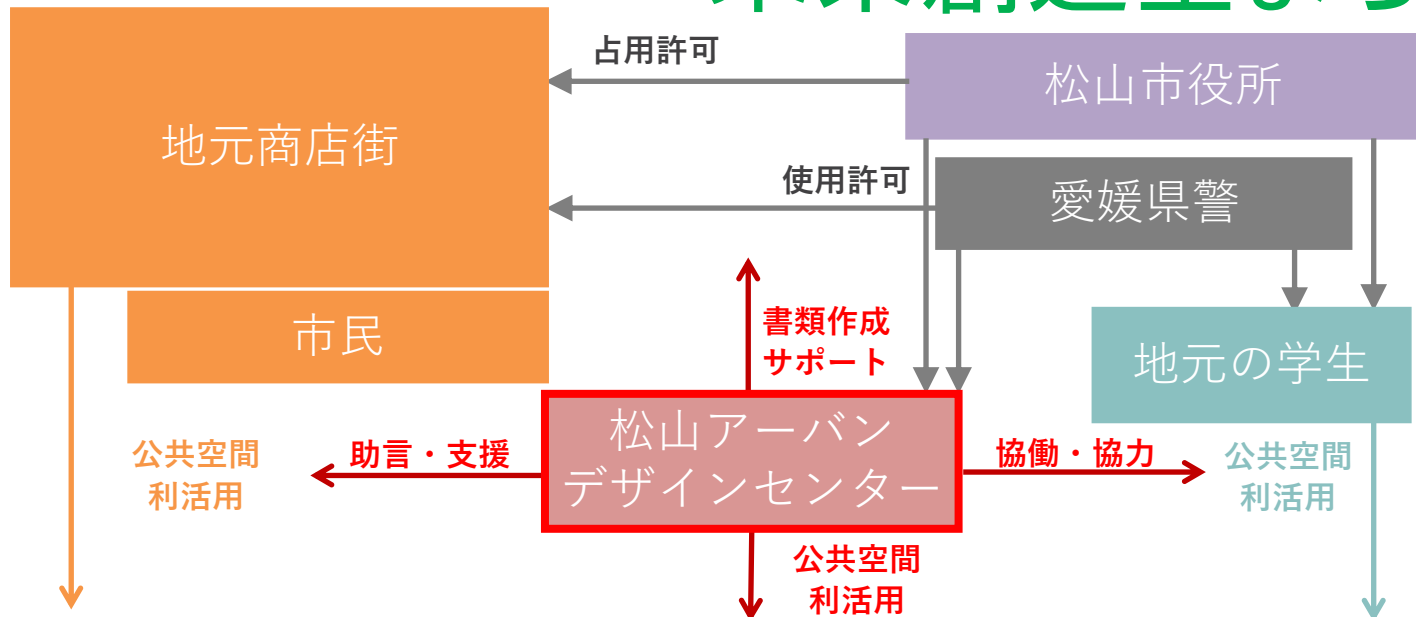 占用許可
松山市役所
地元商店街
使用許可
愛媛県警
市民
書類作成
サポート
地元の学生
松山アーバン
デザインセンター
助言・支援
協働・協力
公共空間
利活用
公共空間
利活用
公共空間
利活用